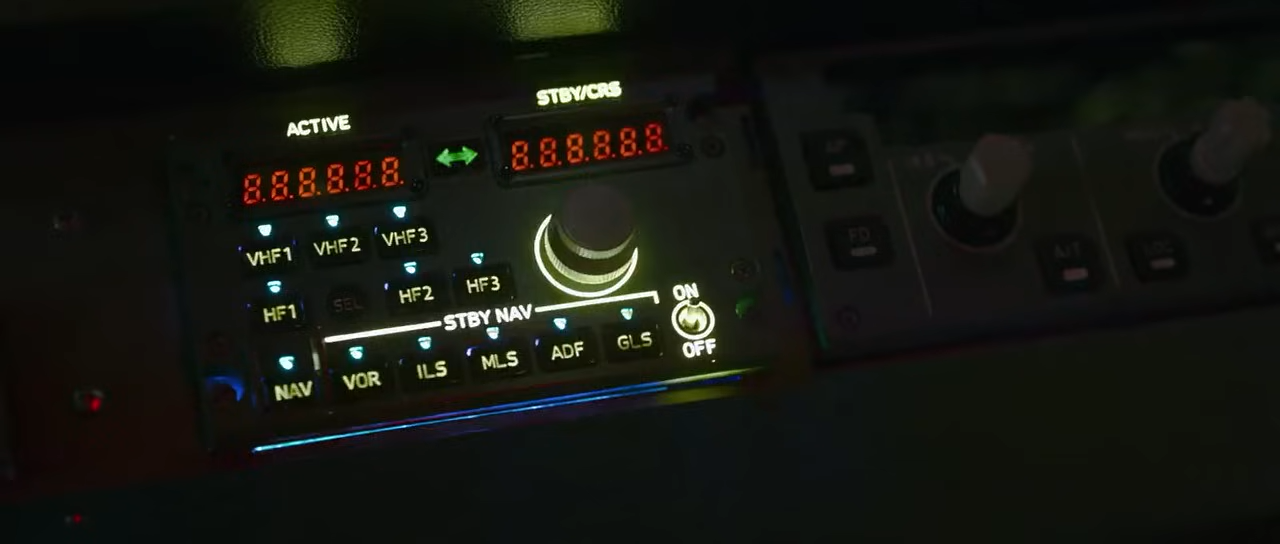 ACTIVE
STBY/CRS
8.8.8.8.8.8.
8.8.8.8.8.8.
VHF1 VHF2 VHF3
HF1 SEL HF2 HF3
STBY NAV
ON
NAV VOR ILS MLS ADF GLS
OFF
FD